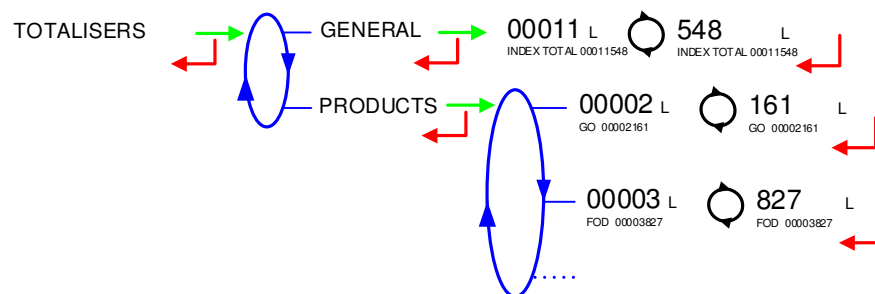 TOTALISERS
GENERAL
00011 L
INDEX TOTAL 00011548
548 L
INDEX TOTAL 00011548
PRODUCTS
00002 L
GO 00002161
161 L
GO 00002161
00003 L
FOD 00003827
827 L
FOD 00003827